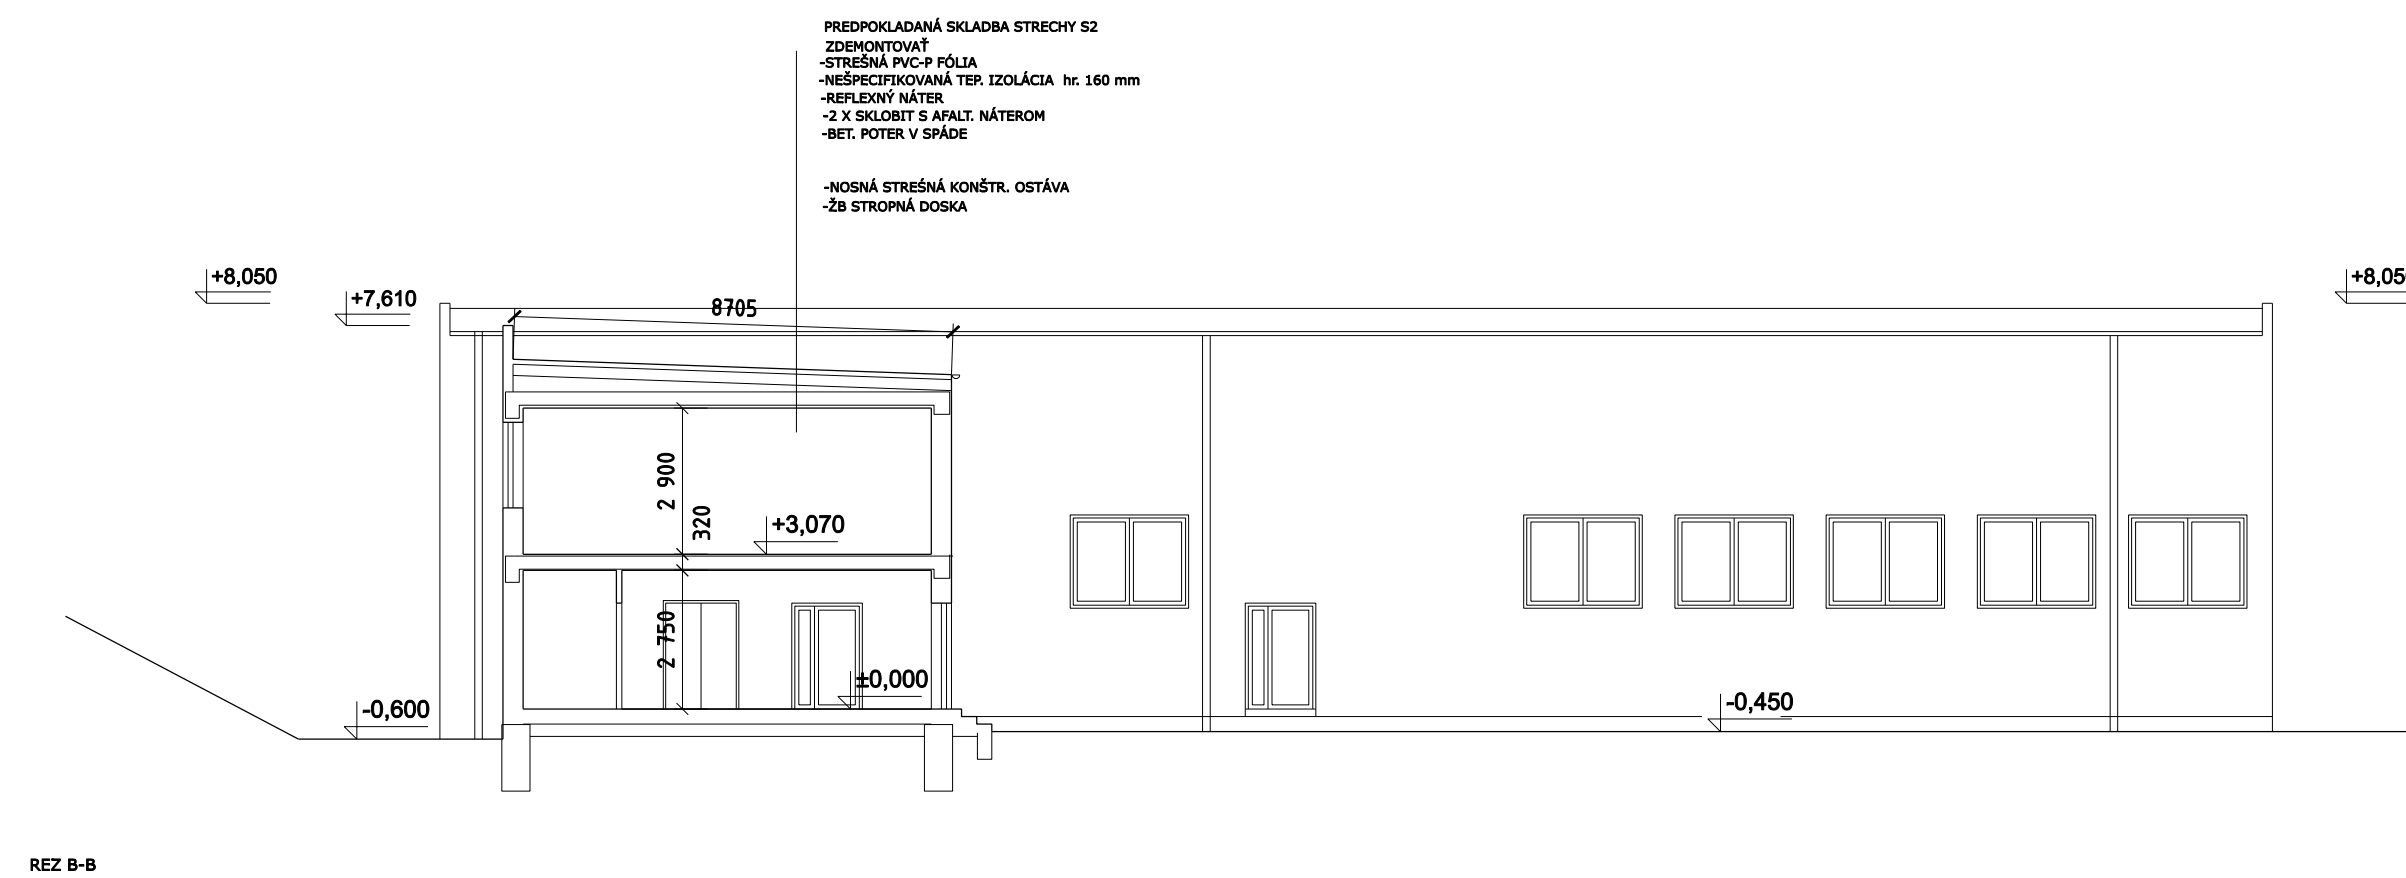 PREDPOKLADANÁ SKLADBA STRECHY S2
ZDEMONTOVAŤ
-STREŠNÁ PVC-P FÓLIA
-NEŠPECIFIKOVANÁ TEP. IZOLÁCIA  hr. 160 mm
-REFLEXNÝ NÁTER
-2 X SKLOBIT S AFALT. NÁTEROM
-BET. POTER V SPÁDE
-NOSNÁ STREŚNÁ KONŠTR. OSTÁVA
-ŽB STROPNÁ DOSKA
+8,050
+7,610
8705
+8,05
2 900
320
+3,070
2 750
±0,000
-0,600
-0,450
REZ B-B